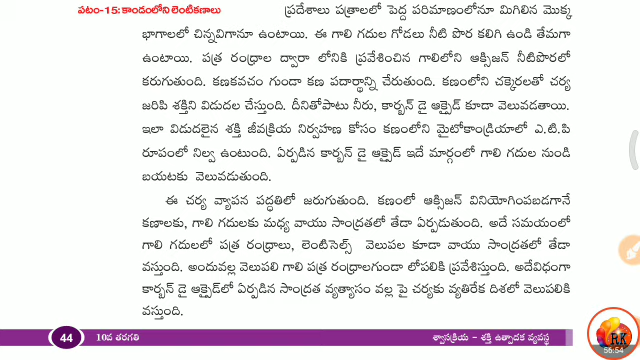 పటం-15: కాండంలోని లెంటికణాలు
ప్రదేశాలు పత్రాలలో పెద్ద పరిమాణంలోనూ మిగిలిన మొక్క
భాగాలలో చిన్నవిగానూ ఉంటాయి. ఈ గాలి గదుల గోడలు నీటి పొర కలిగి ఉండి తేమగా
ఉంటాయి. పత్ర రంధ్రాల ద్వారా లోనికి ప్రవేశించిన గాలిలోని ఆక్సిజన్ నీటిపొరలో
కరుగుతుంది. కణకవచం గుండా కణ పదార్థాన్ని చేరుతుంది. కణంలోని చక్కెరలతో చర్య
జరిపి శక్తిని విడుదల చేస్తుంది. దీనితోపాటు నీరు, కార్బన్ డై ఆక్సైడ్ కూడా వెలువడతాయి.
ఇలా విడుదలైన శక్తి జీవక్రియ నిర్వహణ కోసం కణంలోని మైటోకాండ్రియాలో ఎ.టి.పి
రూపంలో నిల్వ ఉంటుంది. ఏర్పడిన కార్బన్ డై ఆక్సైడ్ ఇదే మార్గంలో గాలి గదుల నుండి
బయటకు వెలువడుతుంది.
ఈ చర్య వ్యాపన పద్ధతిలో జరుగుతుంది. కణంలో ఆక్సిజన్ వినియోగింపబడగానే
కణాలకు, గాలి గదులకు మధ్య వాయు సాంద్రతలో తేడా ఏర్పడుతుంది. అదే సమయంలో
గాలి గదులలో పత్ర రంధ్రాలు, లెంటిసెల్స్ వెలుపల కూడా వాయు సాంద్రతలో తేడా
వస్తుంది. అందువల్ల వెలుపలి గాలి పత్ర రంధ్రాలగుండా లోపలికి ప్రవేశిస్తుంది. అదేవిధంగా
కార్బన్ డై ఆక్సైడ్‌లో ఏర్పడిన సాంద్రత వ్యత్యాసం వల్ల పై చర్యకు వ్యతిరేక దిశలో వెలుపలికి
వస్తుంది.
44 10వ తరగతి
శ్వాసక్రియ - శక్తి ఉత్పాదక వ్యవస్థ
RK
56:54